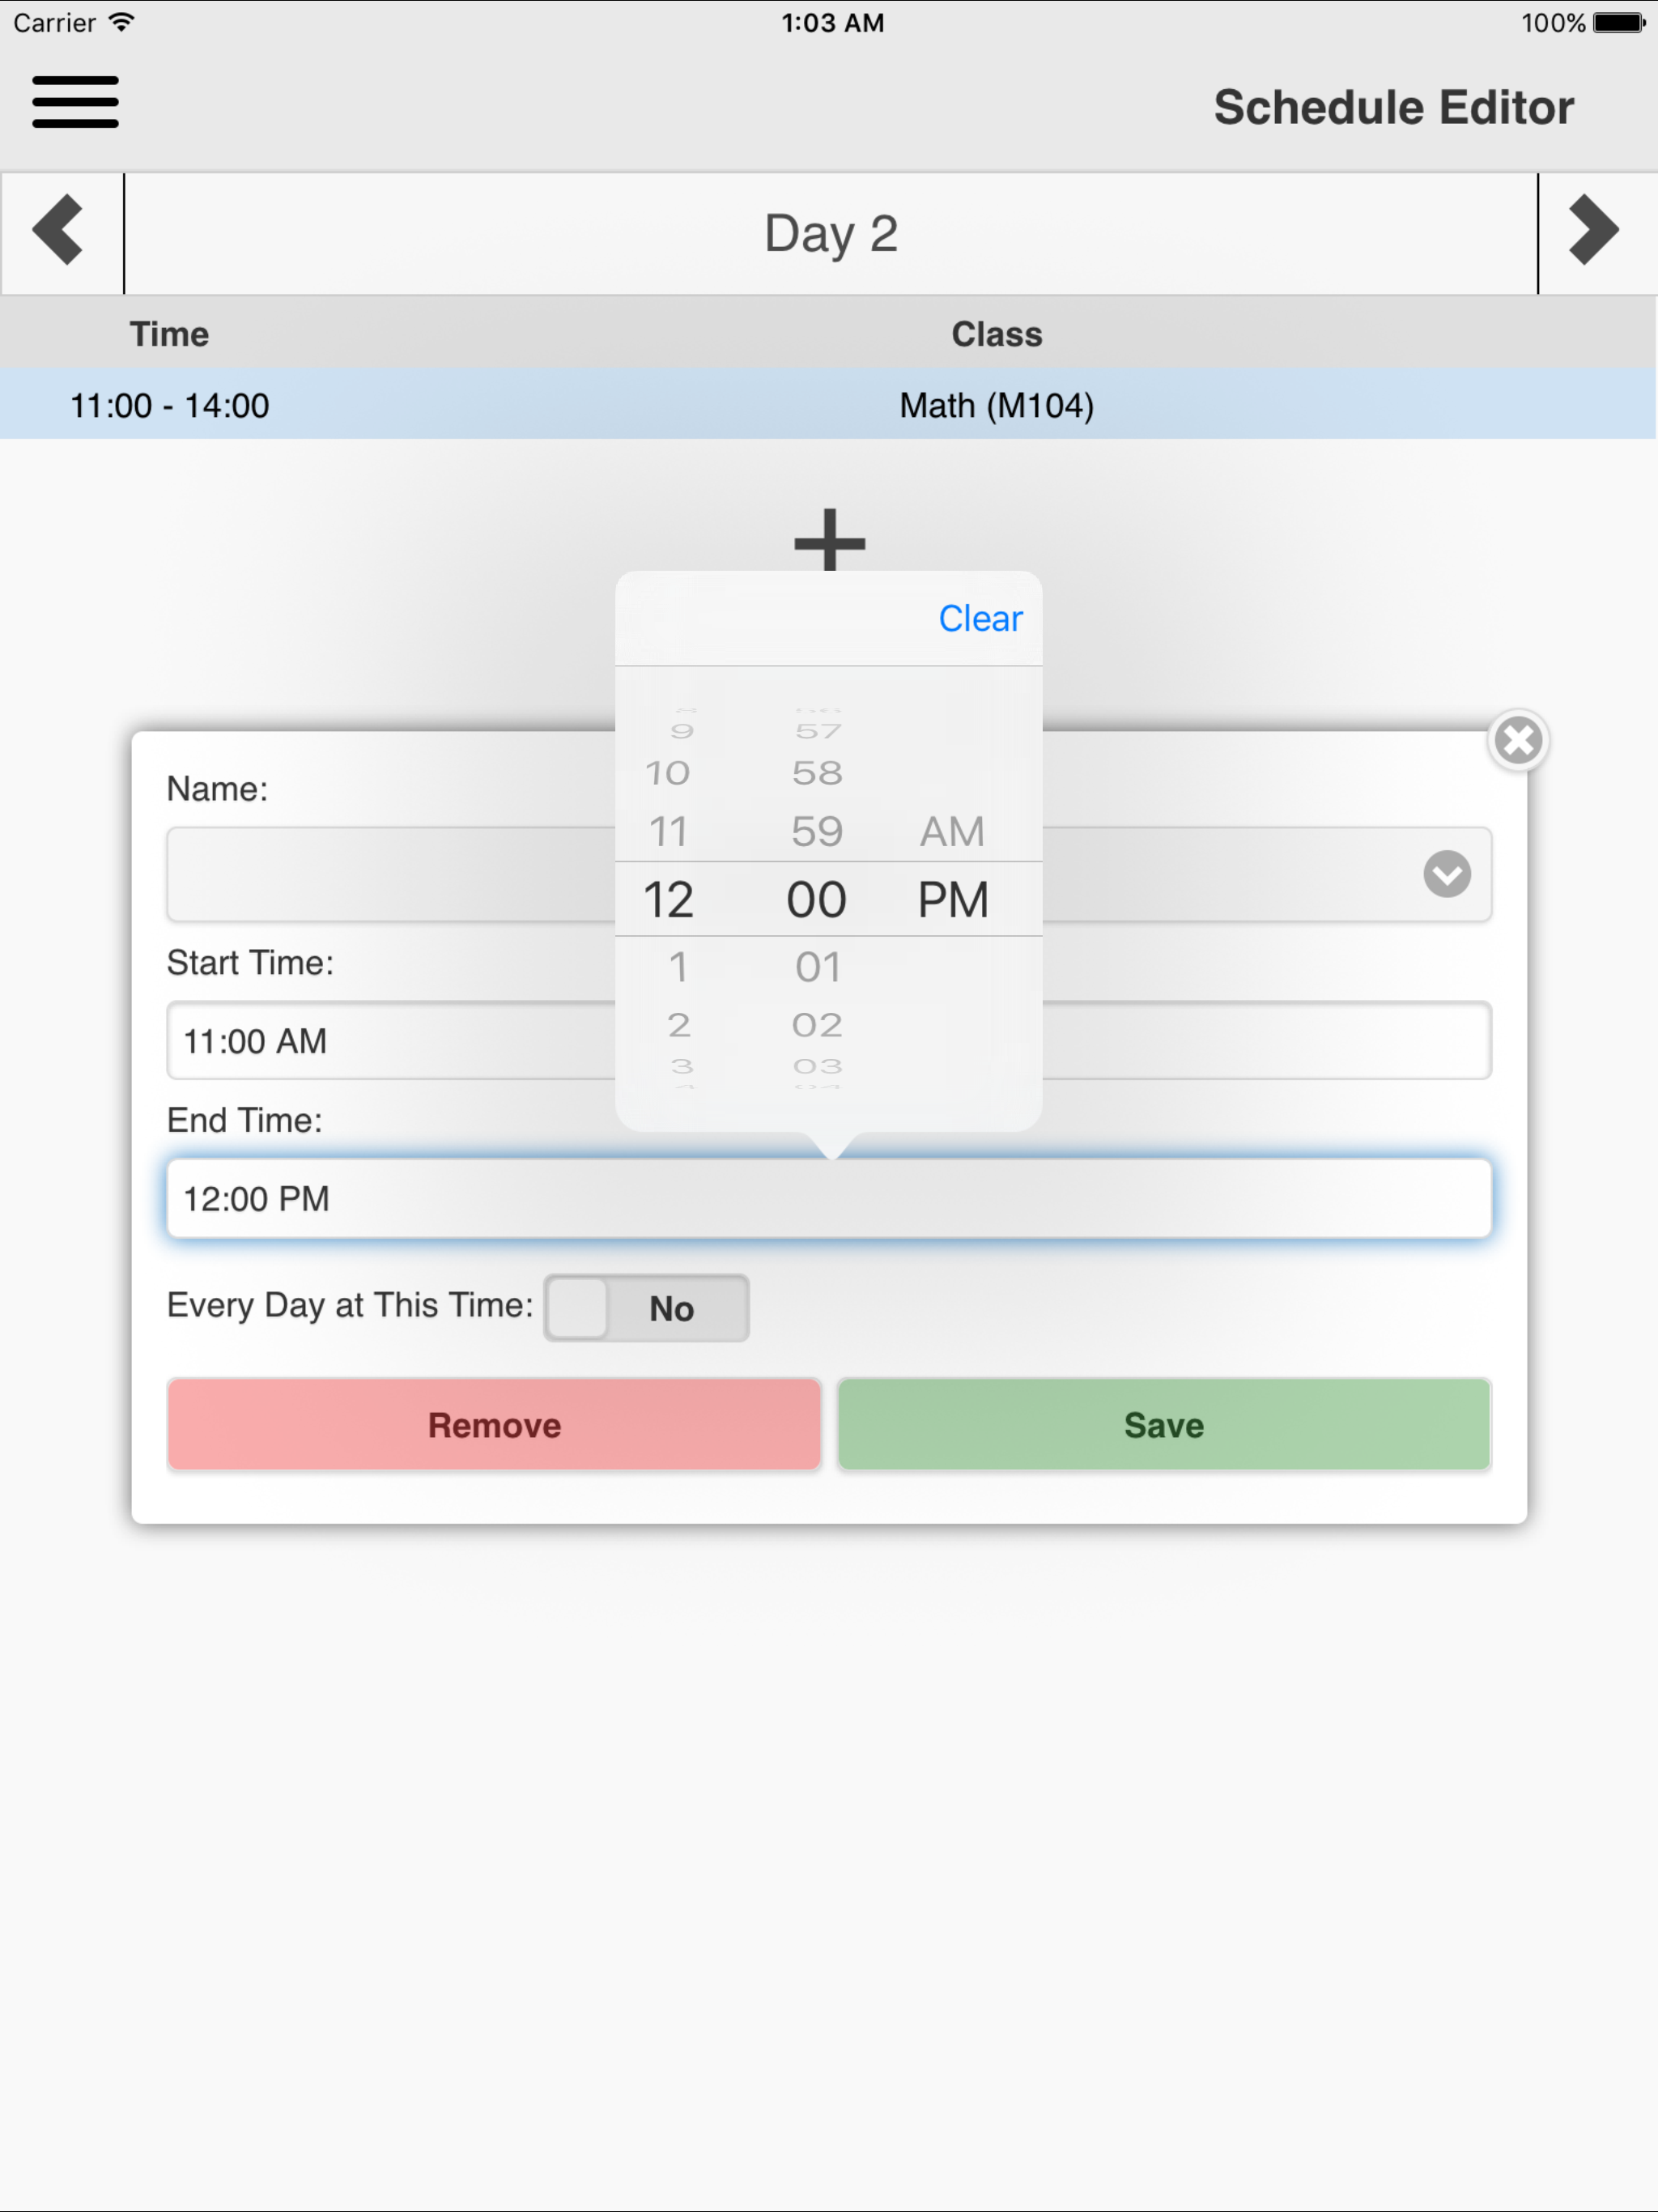 Carrier 1:03 AM 100%
Schedule Editor
Day 2
Time Class
11:00 - 14:00 Math (M104)
Clear
9 57
10 58
11 59 AM
12 00 PM
1 01
2 02
3 03
Name:
Start Time:
11:00 AM
End Time:
12:00 PM
Every Day at This Time: No
Remove Save